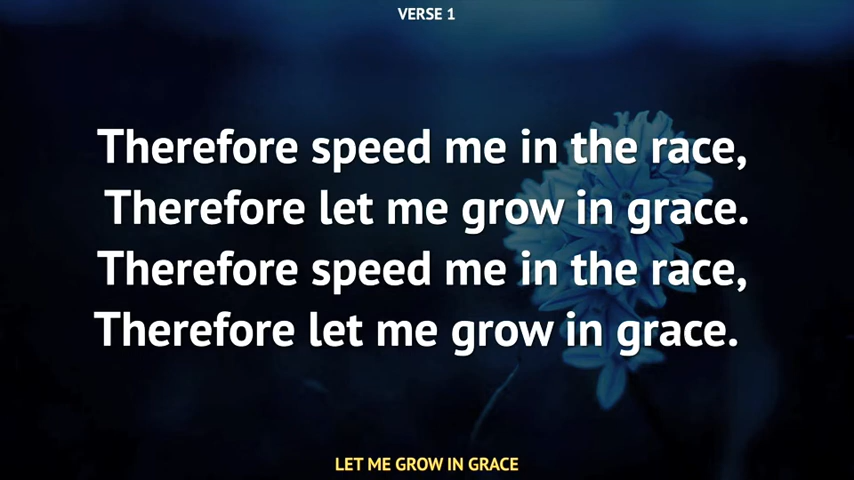 VERSE 1
Therefore speed me in the race,
Therefore let me grow in grace.
Therefore speed me in the race,
Therefore let me grow in grace.
LET ME GROW IN GRACE